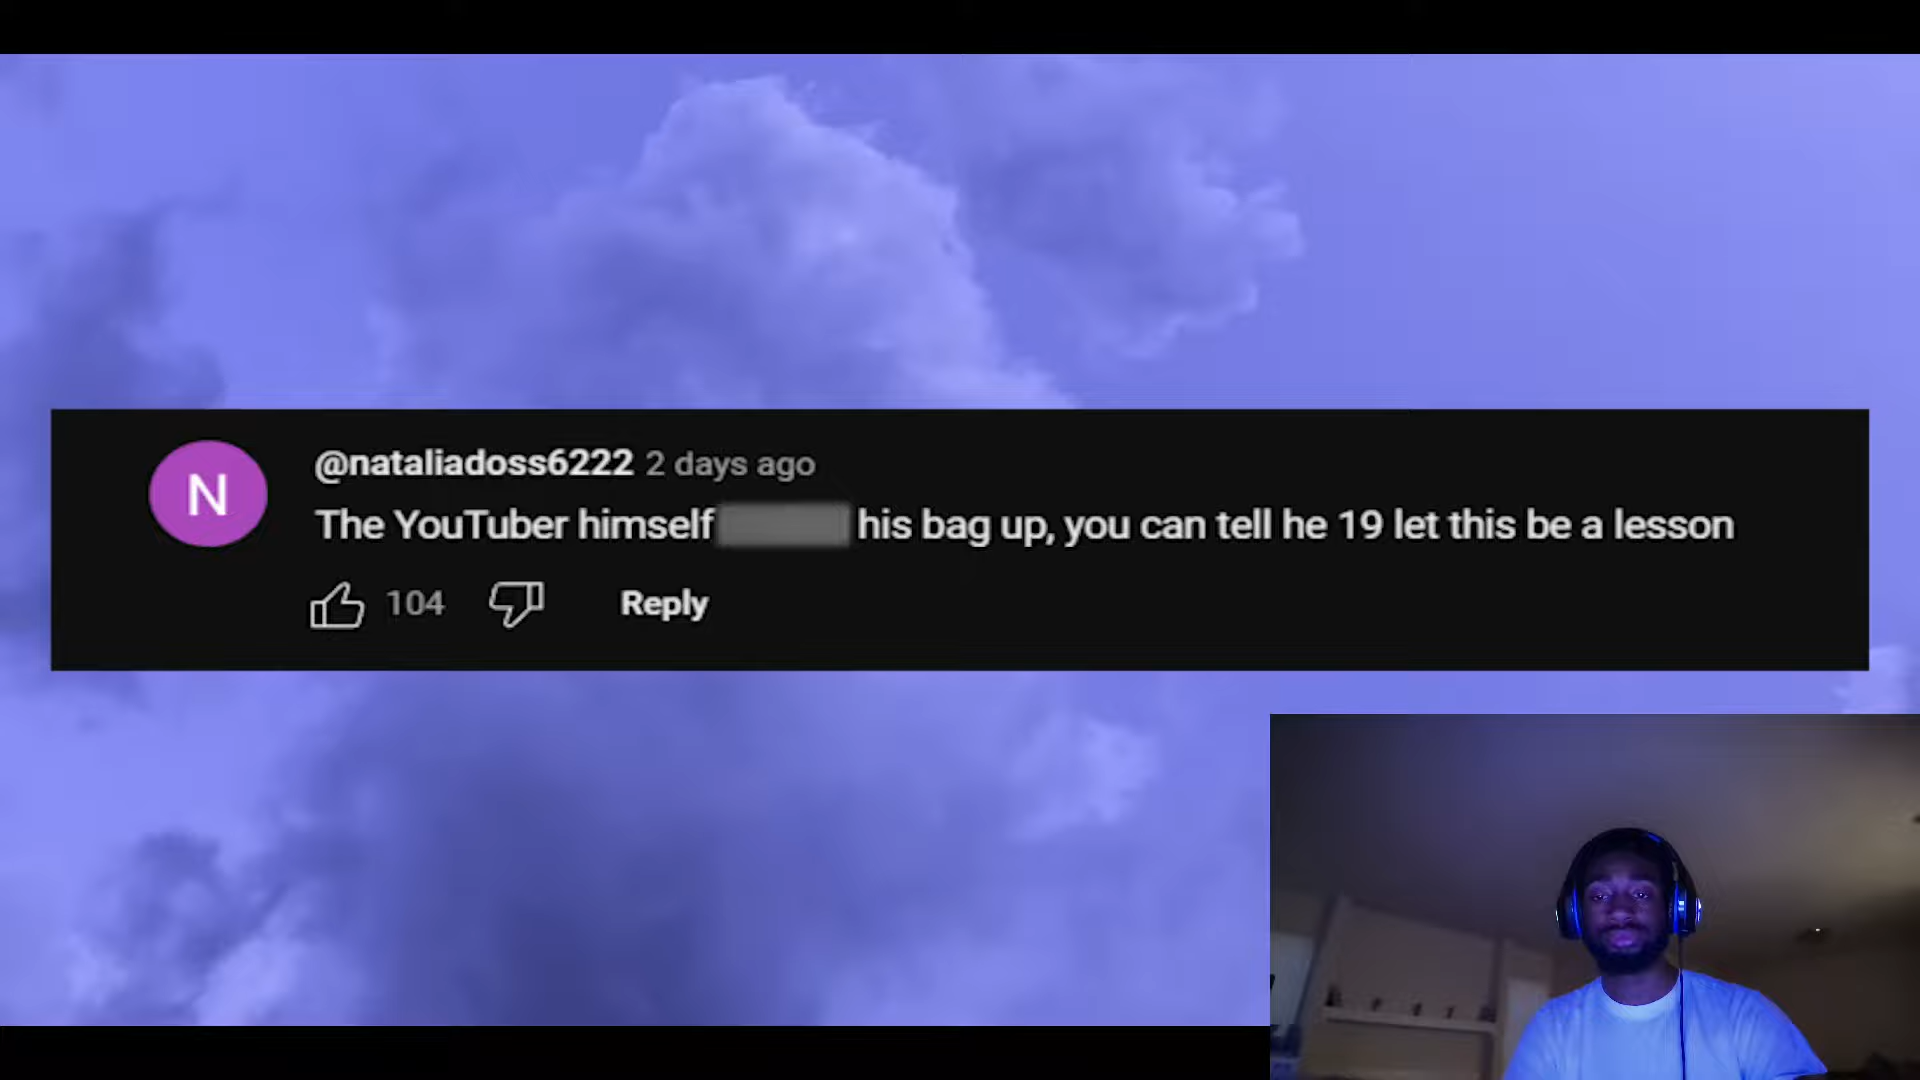 N
@nataliadoss6222 2 days ago
The YouTuber himself his bag up, you can tell he 19 let this be a lesson
104 Reply